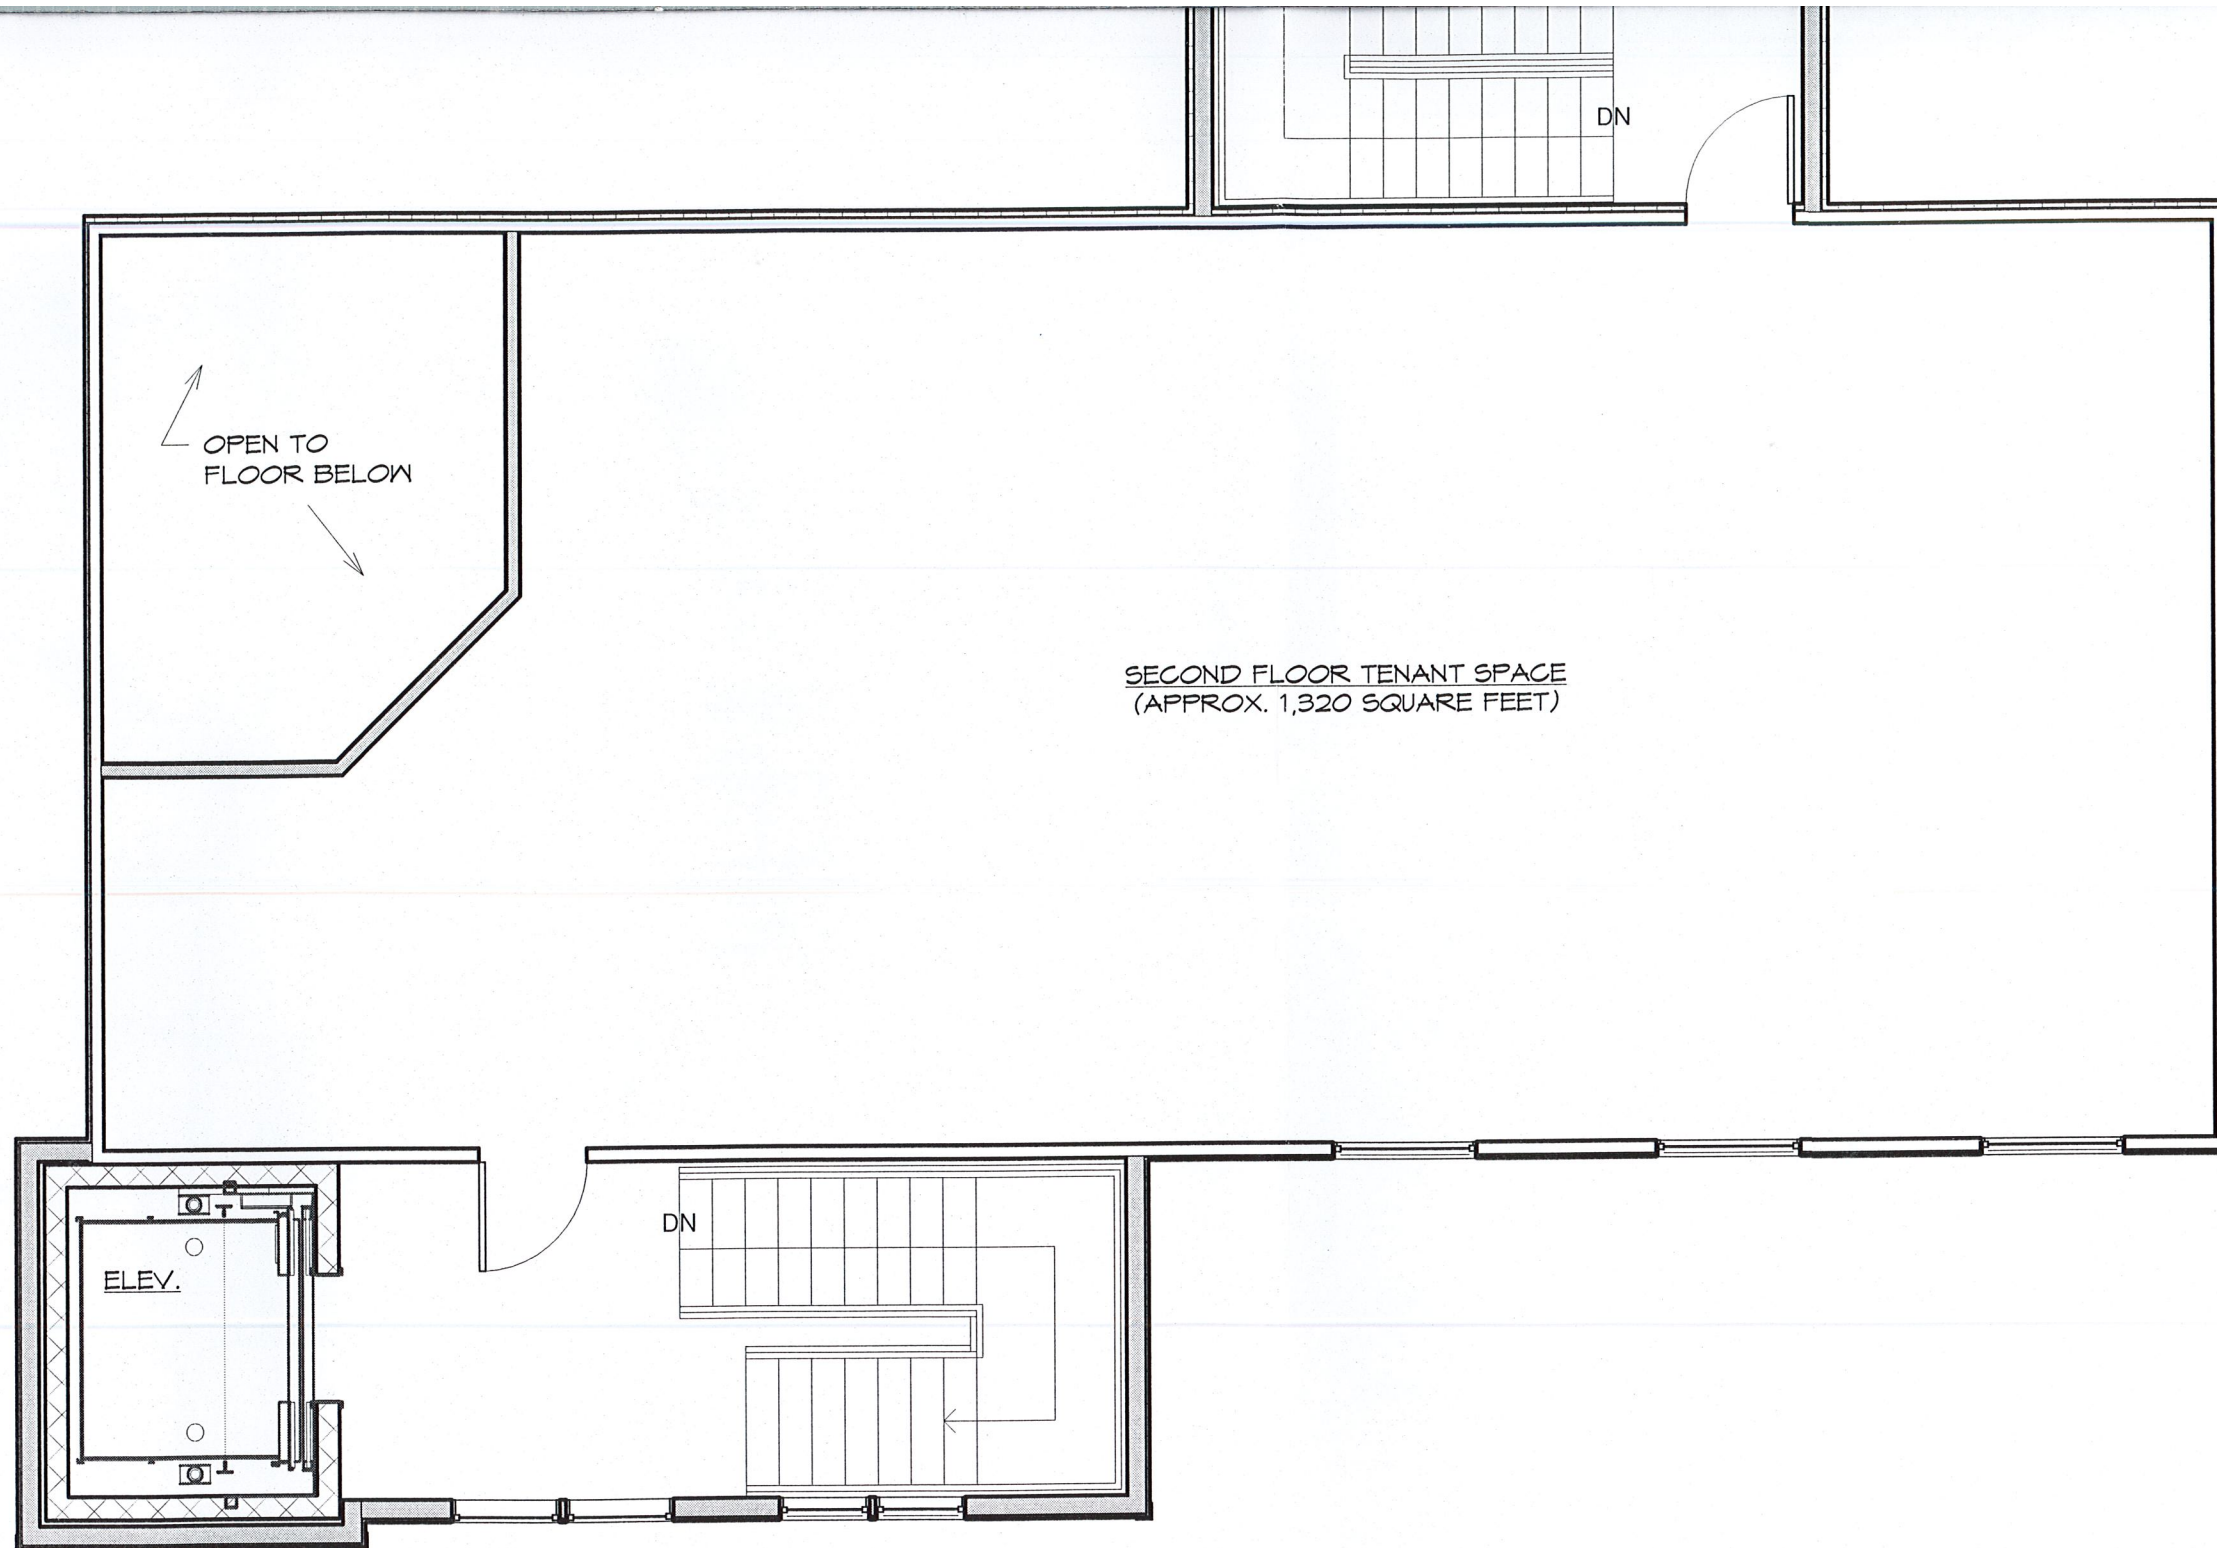 DN
OPEN TO
FLOOR BELOW
SECOND FLOOR TENANT SPACE
(APPROX. 1,320 SQUARE FEET)
DN
ELEV.